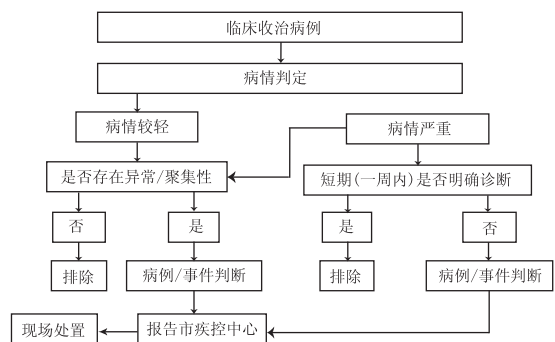 临床收治病例
病情判定
病情较轻
病情严重
是否存在异常/聚集性
短期(一周内)是否明确诊断
否
是
是
否
排除
病例/事件判断
排除
病例/事件判断
现场处置
报告市疾控中心